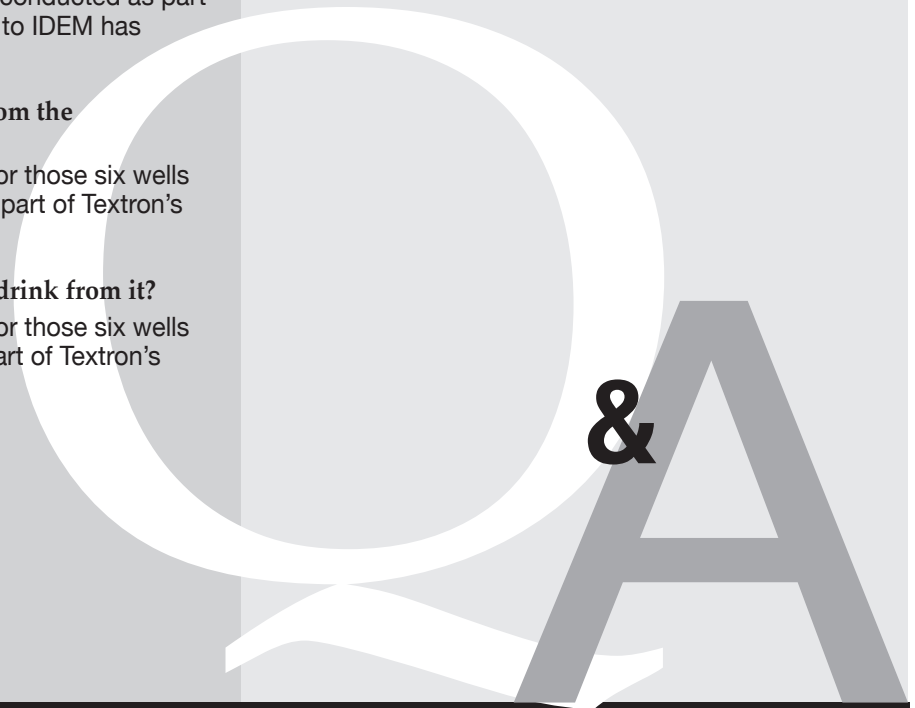 conducted as part
to IDEM has
om the
or those six wells
part of Textron’s
drink from it?
or those six wells
art of Textron’s
Q
&
A